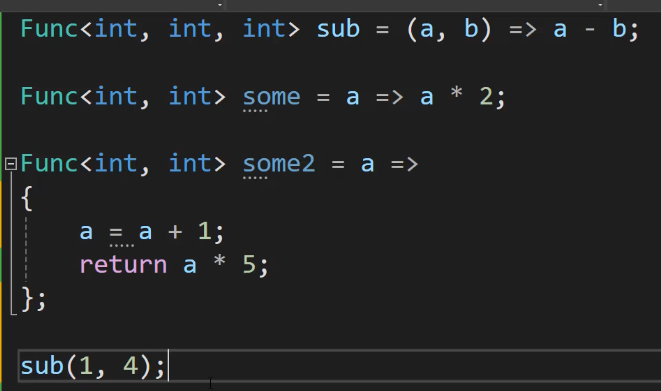 Func<int, int, int> sub = (a, b) => a - b;
Func<int, int> some = a => a * 2;
Func<int, int> some2 = a =>
{
a = a + 1;
return a * 5;
};
sub(1, 4);